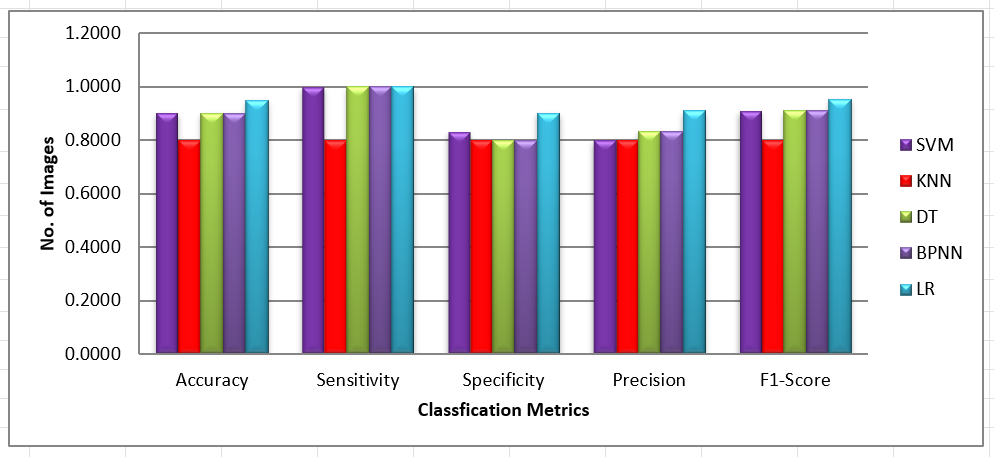 1.2000
1.0000
0.8000
0.6000
0.4000
0.2000
0.0000
No. of Images
Accuracy Sensitivity Specificity Precision F1-Score
Classfication Metrics
SVM
KNN
DT
BPNN
LR